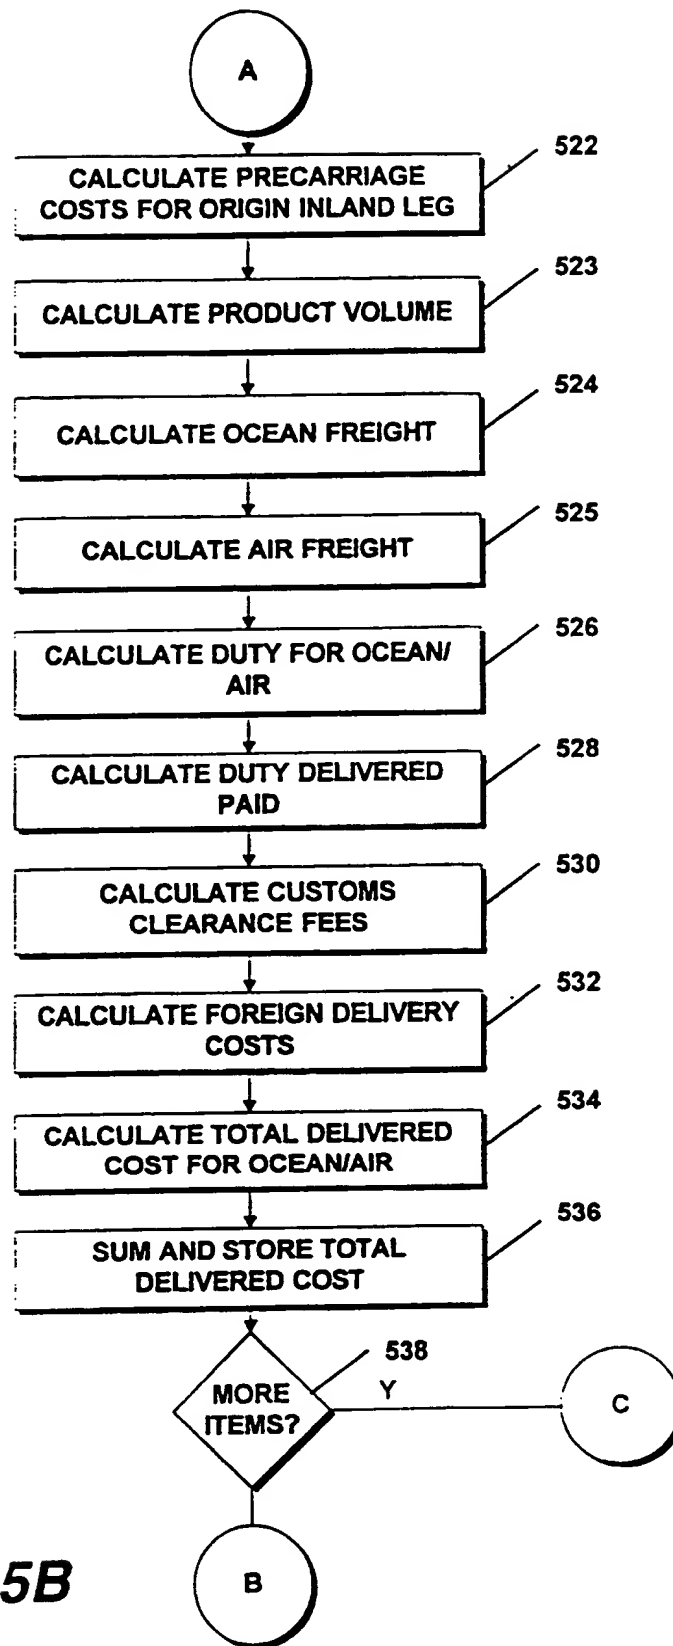 A
522
CALCULATE PRECARRIAGE
COSTS FOR ORIGIN INLAND LEG
523
CALCULATE PRODUCT VOLUME
524
CALCULATE OCEAN FREIGHT
525
CALCULATE AIR FREIGHT
526
CALCULATE DUTY FOR OCEAN/
AIR
528
CALCULATE DUTY DELIVERED
PAID
530
CALCULATE CUSTOMS
CLEARANCE FEES
532
CALCULATE FOREIGN DELIVERY
COSTS
534
CALCULATE TOTAL DELIVERED
COST FOR OCEAN/AIR
536
SUM AND STORE TOTAL
DELIVERED COST
538
MORE
ITEMS?
Y
C
B
5B